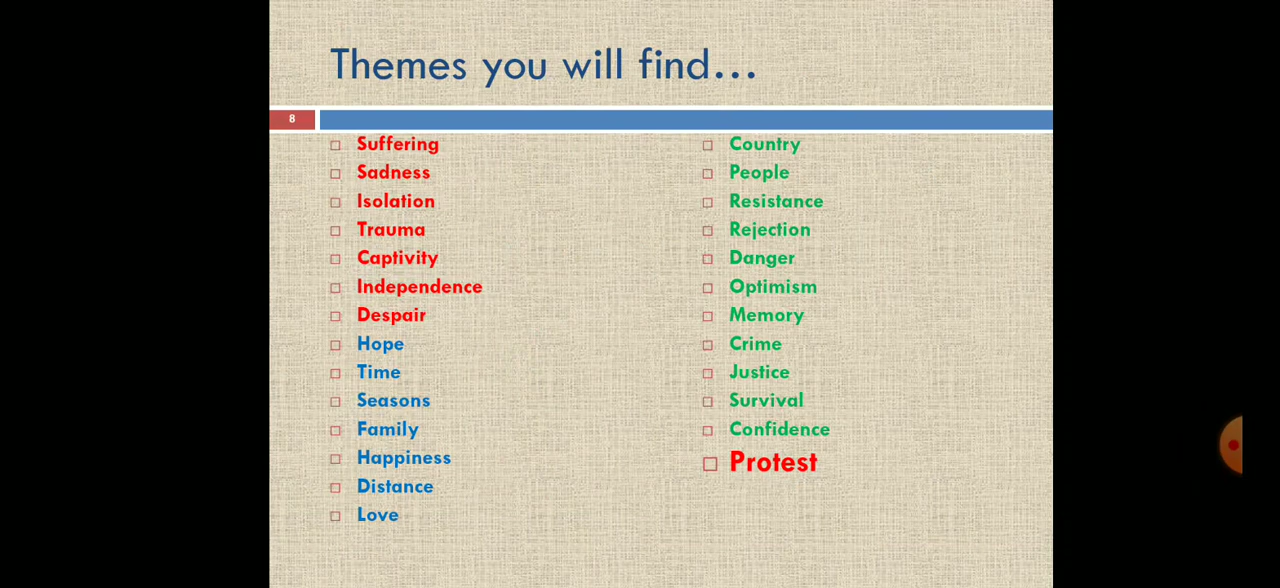 Themes you will find...
8
Suffering
Sadness
Isolation
Trauma
Captivity
Independence
Despair
Hope
Time
Seasons
Family
Happiness
Distance
Love
Country
People
Resistance
Rejection
Danger
Optimism
Memory
Crime
Justice
Survival
Confidence
Protest